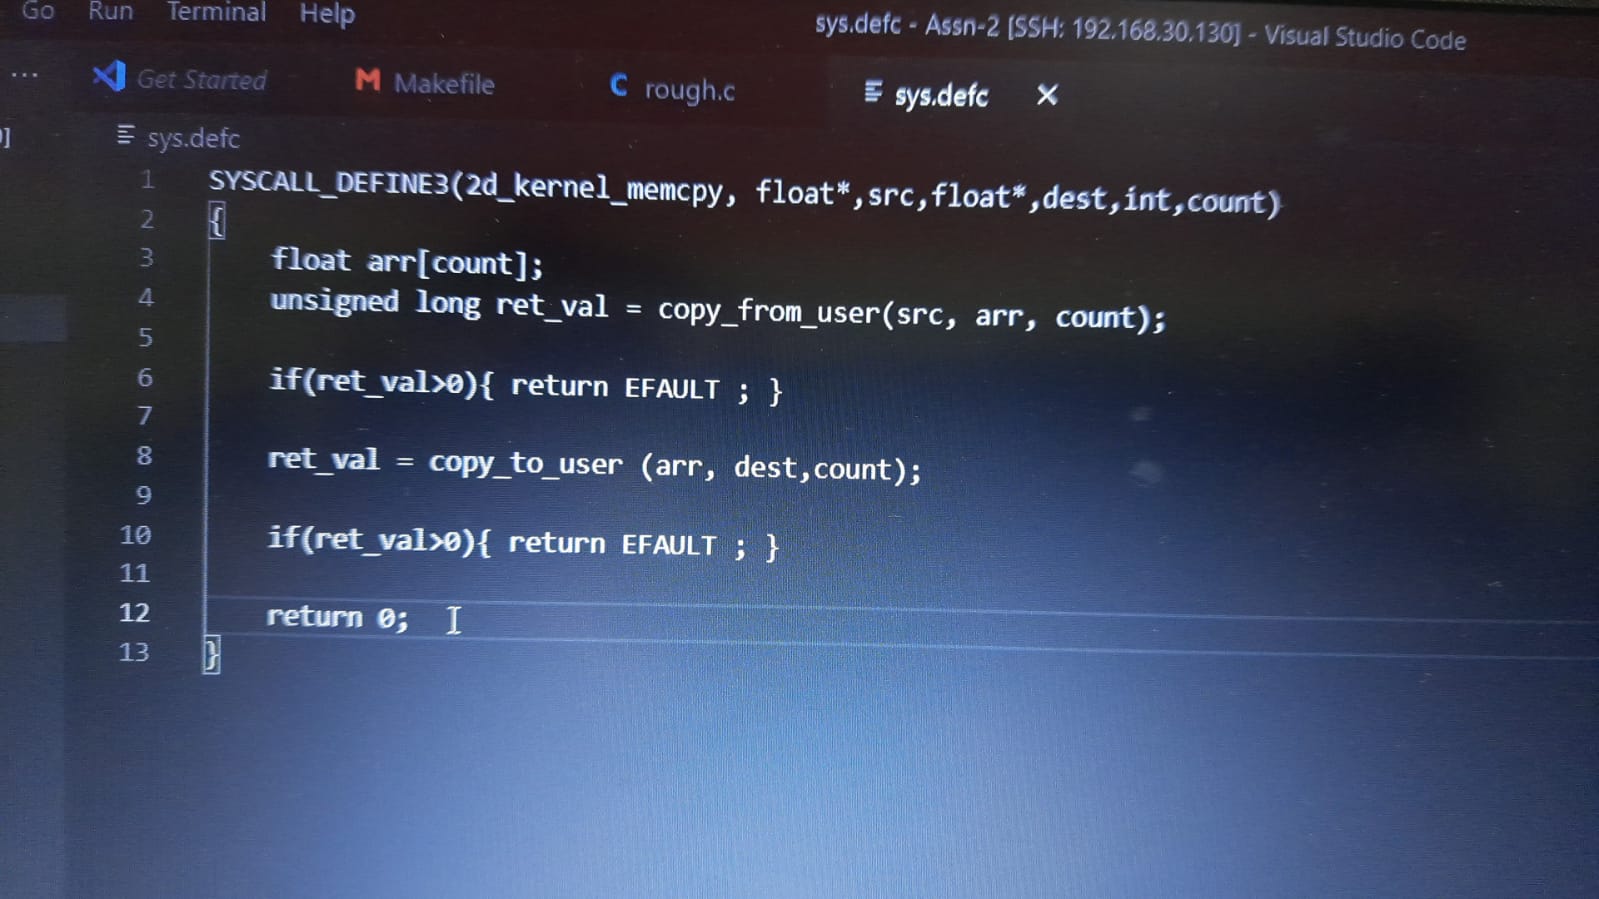 Go Run Terminal Help
sys.defc - Assn-2 [SSH: 192.168.30.130] - Visual Studio Code
... Get Started Makefile C rough.c sys.defc ×
sys.defc
1 SYSCALL_DEFINE3(2d_kernel_memcpy, float*,src,float*,dest,int,count)
2 {
3 float arr[count];
4 unsigned long ret_val = copy_from_user(src, arr, count);
5
6 if(ret_val>0){ return EFAULT ; }
7
8 ret_val = copy_to_user (arr, dest,count);
9
10 if(ret_val>0){ return EFAULT ; }
11
12 return 0;
13 }